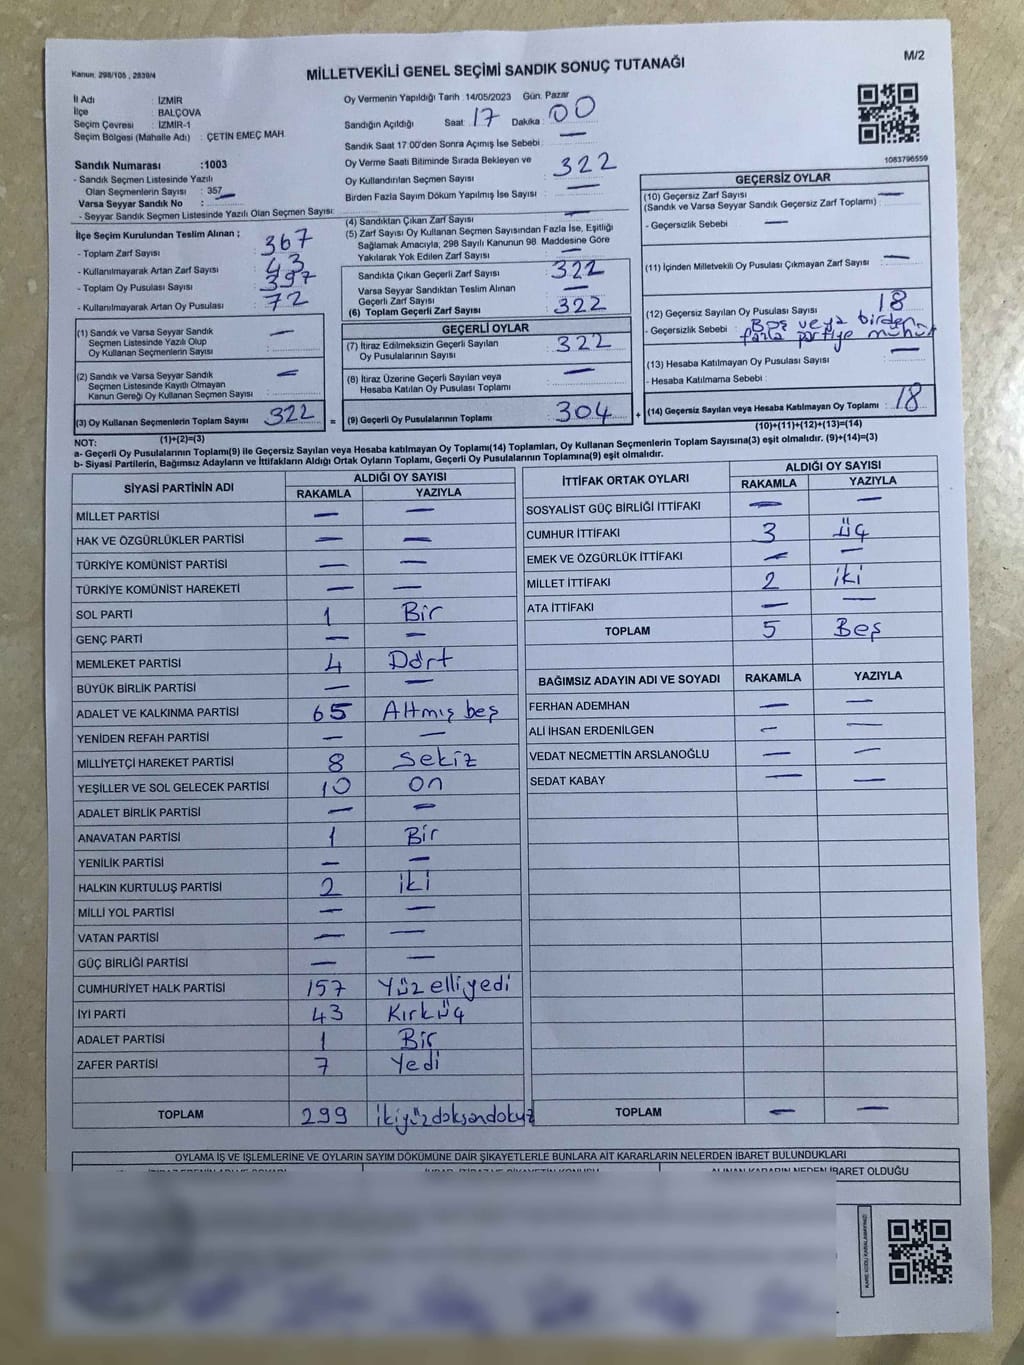 M/2
Kanun: 298/105 , 2839/4
MİLLETVEKİLİ GENEL SEÇİMİ SANDIK SONUÇ TUTANAĞI
İl Adı : İZMİR
İlçe : BALÇOVA
Seçim Çevresi : İZMİR-1
Seçim Bölgesi (Mahalle Adı) : ÇETİN EMEÇ MAH.
Sandık Numarası : 1003
- Sandık Seçmen Listesinde Yazılı
Olan Seçmenlerin Sayısı : 357
Varsa Seyyar Sandık No :
- Seyyar Sandık Seçmen Listesinde Yazılı Olan Seçmen Sayısı:
Oy Vermenin Yapıldığı Tarih :14/05/2023 Gün: Pazar
Sandığın Açıldığı Saat: 17 Dakika: 00
Sandık Saat 17:00'den Sonra Açımış İse Sebebi: —
Oy Verme Saati Bitiminde Sırada Bekleyen ve
Oy Kullandırılan Seçmen Sayısı 322
Birden Fazla Sayım Döküm Yapılmış İse Sayısı : —
1083796559
İlçe Seçim Kurulundan Teslim Alınan ;
- Toplam Zarf Sayısı 367
- Kullanılmayarak Artan Zarf Sayısı 43
- Toplam Oy Pusulası Sayısı 397
- Kullanılmayarak Artan Oy Pusulası 72
(1) Sandık ve Varsa Seyyar Sandık
Seçmen Listesinde Yazılı Olup
Oy Kullanan Seçmenlerin Sayısı —
(2) Sandık ve Varsa Seyyar Sandık
Seçmen Listesinde Kayıtlı Olmayan
Kanun Gereği Oy Kullanan Seçmen Sayısı —
(3) Oy Kullanan Seçmenlerin Toplam Sayısı 322 =
(1)+(2)=(3)
(4) Sandıktan Çıkan Zarf Sayısı —
(5) Zarf Sayısı Oy Kullanan Seçmen Sayısından Fazla İse, Eşitliği
Sağlamak Amacıyla, 298 Sayılı Kanunun 98 Maddesine Göre
Yakılarak Yok Edilen Zarf Sayısı —
Sandıkta Çıkan Geçerli Zarf Sayısı 322
Varsa Seyyar Sandıktan Teslim Alınan
Geçerli Zarf Sayısı —
(6) Toplam Geçerli Zarf Sayısı 322
GEÇERLİ OYLAR
(7) İtiraz Edilmeksizin Geçerli Sayılan
Oy Pusulalarının Sayısı 322
(8) İtiraz Üzerine Geçerli Sayılan veya
Hesaba Katılan Oy Pusulası Toplamı —
(9) Geçerli Oy Pusulalarının Toplamı 304 +
GEÇERSİZ OYLAR
(10) Geçersiz Zarf Sayısı —
(Sandık ve Varsa Seyyar Sandık Geçersiz Zarf Toplamı)
- Geçersizlik Sebebi : —
(11) İçinden Milletvekili Oy Pusulası Çıkmayan Zarf Sayısı —
(12) Geçersiz Sayılan Oy Pusulası Sayısı 18
- Geçersizlik Sebebi : Boş veya birden
fazla partiye mühür
(13) Hesaba Katılmayan Oy Pusulası Sayısı —
- Hesaba Katılmama Sebebi :
(14) Geçersiz Sayılan veya Hesaba Katılmayan Oy Toplamı : 18
(10)+(11)+(12)+(13)=(14)
NOT:
a- Geçerli Oy Pusulalarının Toplamı(9) ile Geçersiz Sayılan veya Hesaba katılmayan Oy Toplamı(14) Toplamları, Oy Kullanan Seçmenlerin Toplam Sayısına(3) eşit olmalıdır. (9)+(14)=(3)
b- Siyasi Partilerin, Bağımsız Adayların ve İttifakların Aldığı Ortak Oyların Toplamı, Geçerli Oy Pusulalarının Toplamına(9) eşit olmalıdır.
SİYASİ PARTİNİN ADI ALDIĞI OY SAYISI
RAKAMLA YAZIYLA
MİLLET PARTİSİ — —
HAK VE ÖZGÜRLÜKLER PARTİSİ — —
TÜRKİYE KOMÜNİST PARTİSİ — —
TÜRKİYE KOMÜNİST HAREKETİ — —
SOL PARTİ 1 Bir
GENÇ PARTİ — —
MEMLEKET PARTİSİ 4 Dört
BÜYÜK BİRLİK PARTİSİ — —
ADALET VE KALKINMA PARTİSİ 65 Altmış beş
YENİDEN REFAH PARTİSİ — —
MİLLİYETÇİ HAREKET PARTİSİ 8 Sekiz
YEŞİLLER VE SOL GELECEK PARTİSİ 10 On
ADALET BİRLİK PARTİSİ — —
ANAVATAN PARTİSİ 1 Bir
YENİLİK PARTİSİ — —
HALKIN KURTULUŞ PARTİSİ 2 iki
MİLLİ YOL PARTİSİ — —
VATAN PARTİSİ — —
GÜÇ BİRLİĞİ PARTİSİ — —
CUMHURİYET HALK PARTİSİ 157 Yüz elliyedi
İYİ PARTİ 43 Kırküç
ADALET PARTİSİ 1 Bir
ZAFER PARTİSİ 7 Yedi
TOPLAM 299 ikiyüzdoksandokuz
İTTİFAK ORTAK OYLARI ALDIĞI OY SAYISI
RAKAMLA YAZIYLA
SOSYALİST GÜÇ BİRLİĞİ İTTİFAKI — —
CUMHUR İTTİFAKI 3 üç
EMEK VE ÖZGÜRLÜK İTTİFAKI — —
MİLLET İTTİFAKI 2 iki
ATA İTTİFAKI — —
TOPLAM 5 Beş
BAĞIMSIZ ADAYIN ADI VE SOYADI RAKAMLA YAZIYLA
FERHAN ADEMHAN — —
ALİ İHSAN ERDENİLGEN — —
VEDAT NECMETTİN ARSLANOĞLU — —
SEDAT KABAY — —
TOPLAM — —
OYLAMA İŞ VE İŞLEMLERİNE VE OYLARIN SAYIM DÖKÜMÜNE DAİR ŞİKAYETLERLE BUNLARA AİT KARARLARIN NELERDEN İBARET BULUNDUKLARI
ALINAN KARARIN NEDEN İBARET OLDUĞU
KARE KODU KARALAMAYINIZ!